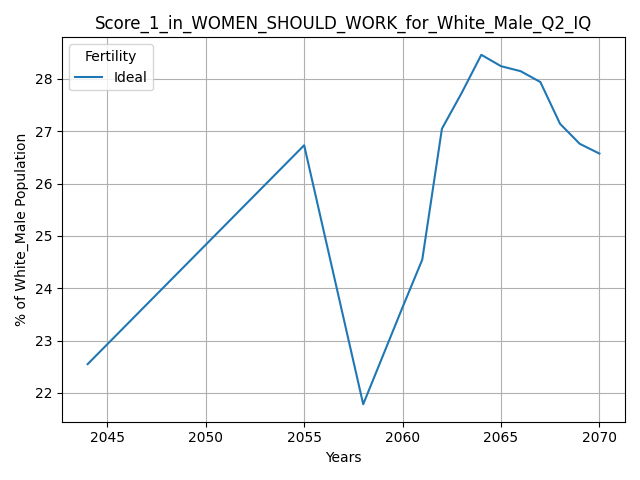 Score_1_in_WOMEN_SHOULD_WORK_for_White_Male_Q2_IQ
Fertility
Ideal
% of White_Male Population
28
27
26
25
24
23
22
2045 2050 2055 2060 2065 2070
Years